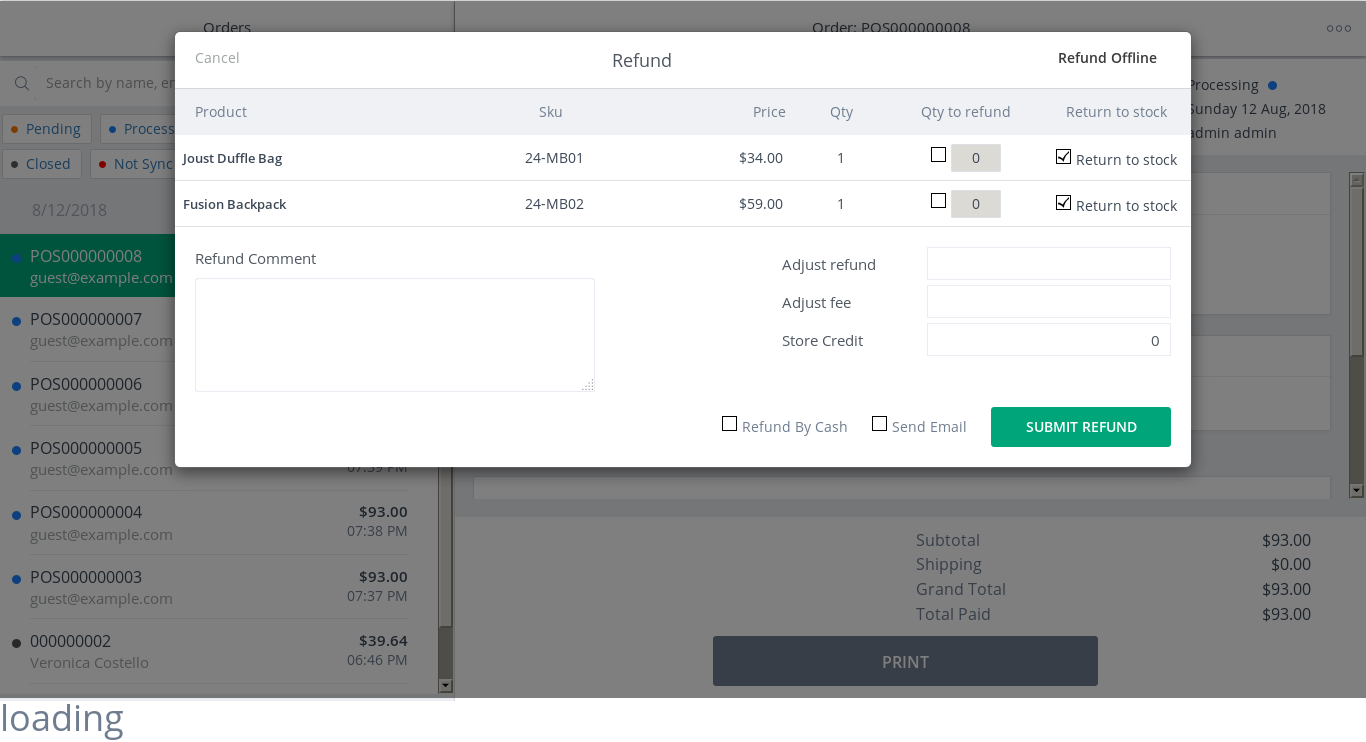 Orders
Order: POS000000008
Cancel
Refund
Refund Offline
Search by name, em
Processing
Sunday 12 Aug, 2018
admin admin
Product Sku Price Qty Qty to refund Return to stock
Joust Duffle Bag 24-MB01 $34.00 1 0 Return to stock
Fusion Backpack 24-MB02 $59.00 1 0 Return to stock
Refund Comment
Adjust refund
Adjust fee
Store Credit 0
Refund By Cash Send Email SUBMIT REFUND
Pending Process
Closed Not Sync
8/12/2018
POS000000008
guest@example.com
POS000000007
guest@example.com
POS000000006
guest@example.com
POS000000005
guest@example.com 07:39 PM
POS000000004 $93.00
guest@example.com 07:38 PM
POS000000003 $93.00
guest@example.com 07:37 PM
000000002 $39.64
Veronica Costello 06:46 PM
Subtotal $93.00
Shipping $0.00
Grand Total $93.00
Total Paid $93.00
PRINT
loading